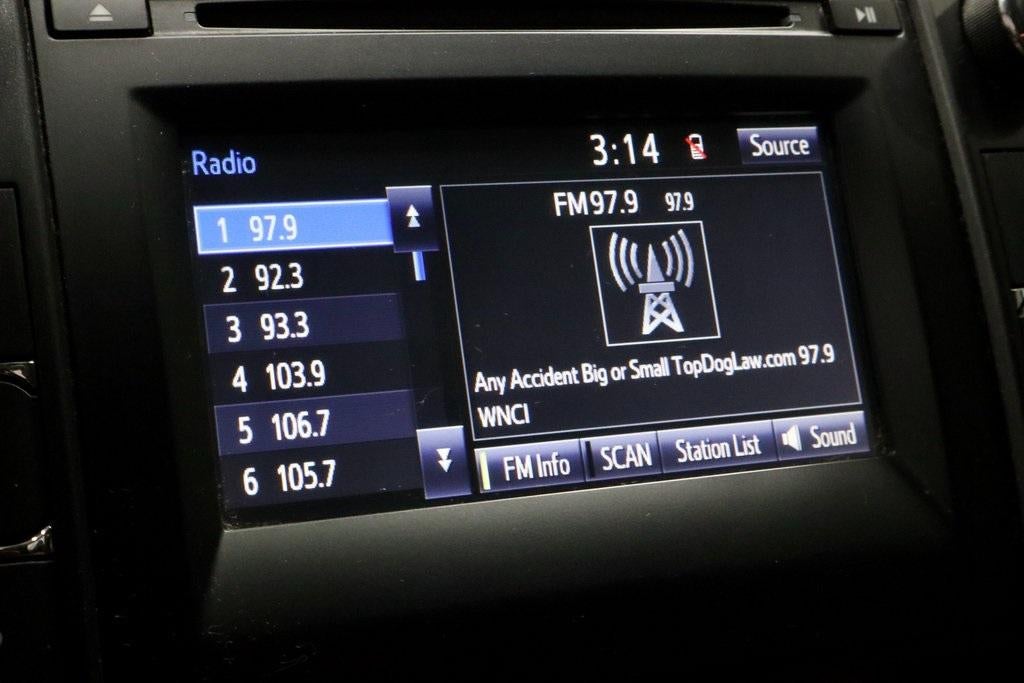 Radio
3:14
Source
1 97.9
2 92.3
3 93.3
4 103.9
5 106.7
6 105.7
FM 97.9 97.9
Any Accident Big or Small TopDogLaw.com 97.9
WNCI
FM Info
SCAN
Station List
Sound